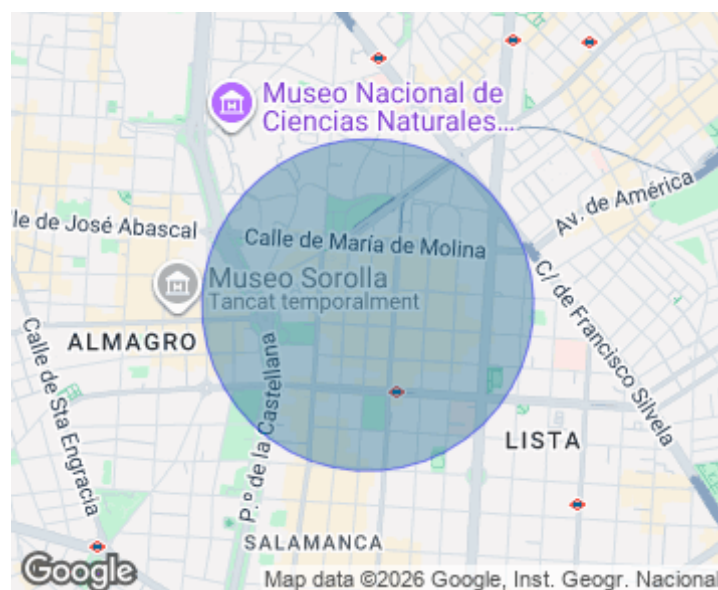 Museo Nacional de
Ciencias Naturales...
Av. de América
lle de José Abascal
Calle de María de Molina
Museo Sorolla
Tancat temporalment
C/ de Francisco Silvela
ALMAGRO
Calle de Sta Engracia
P.º de la Castellana
LISTA
SALAMANCA
Google
Map data ©2026 Google, Inst. Geogr. Nacional